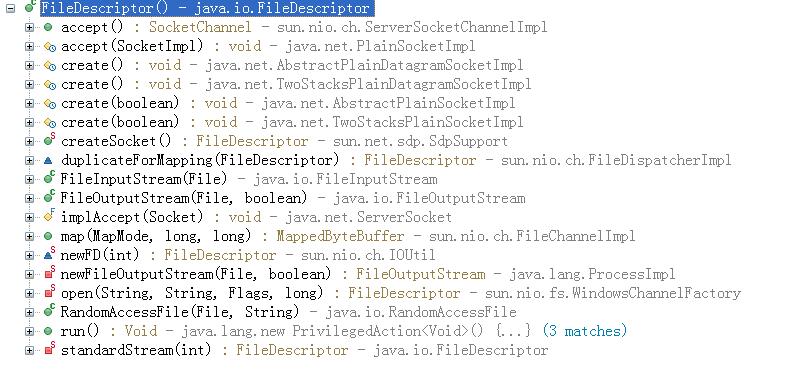 FileDescriptor() - java.io.FileDescriptor
accept() : SocketChannel - sun.nio.ch.ServerSocketChannelImpl
accept(SocketImpl) : void - java.net.PlainSocketImpl
create() : void - java.net.AbstractPlainDatagramSocketImpl
create() : void - java.net.TwoStacksPlainDatagramSocketImpl
create(boolean) : void - java.net.AbstractPlainSocketImpl
create(boolean) : void - java.net.TwoStacksPlainSocketImpl
createSocket() : FileDescriptor - sun.net.sdp.SdpSupport
duplicateForMapping(FileDescriptor) : FileDescriptor - sun.nio.ch.FileDispatcherImpl
FileInputStream(File) - java.io.FileInputStream
FileOutputStream(File, boolean) - java.io.FileOutputStream
implAccept(Socket) : void - java.net.ServerSocket
map(MapMode, long, long) : MappedByteBuffer - sun.nio.ch.FileChannelImpl
newFD(int) : FileDescriptor - sun.nio.ch.IOUtil
newFileOutputStream(File, boolean) : FileOutputStream - java.lang.ProcessImpl
open(String, String, Flags, long) : FileDescriptor - sun.nio.fs.WindowsChannelFactory
RandomAccessFile(File, String) - java.io.RandomAccessFile
run() : Void - java.lang.new PrivilegedAction<Void>() {...} (3 matches)
standardStream(int) : FileDescriptor - java.io.FileDescriptor